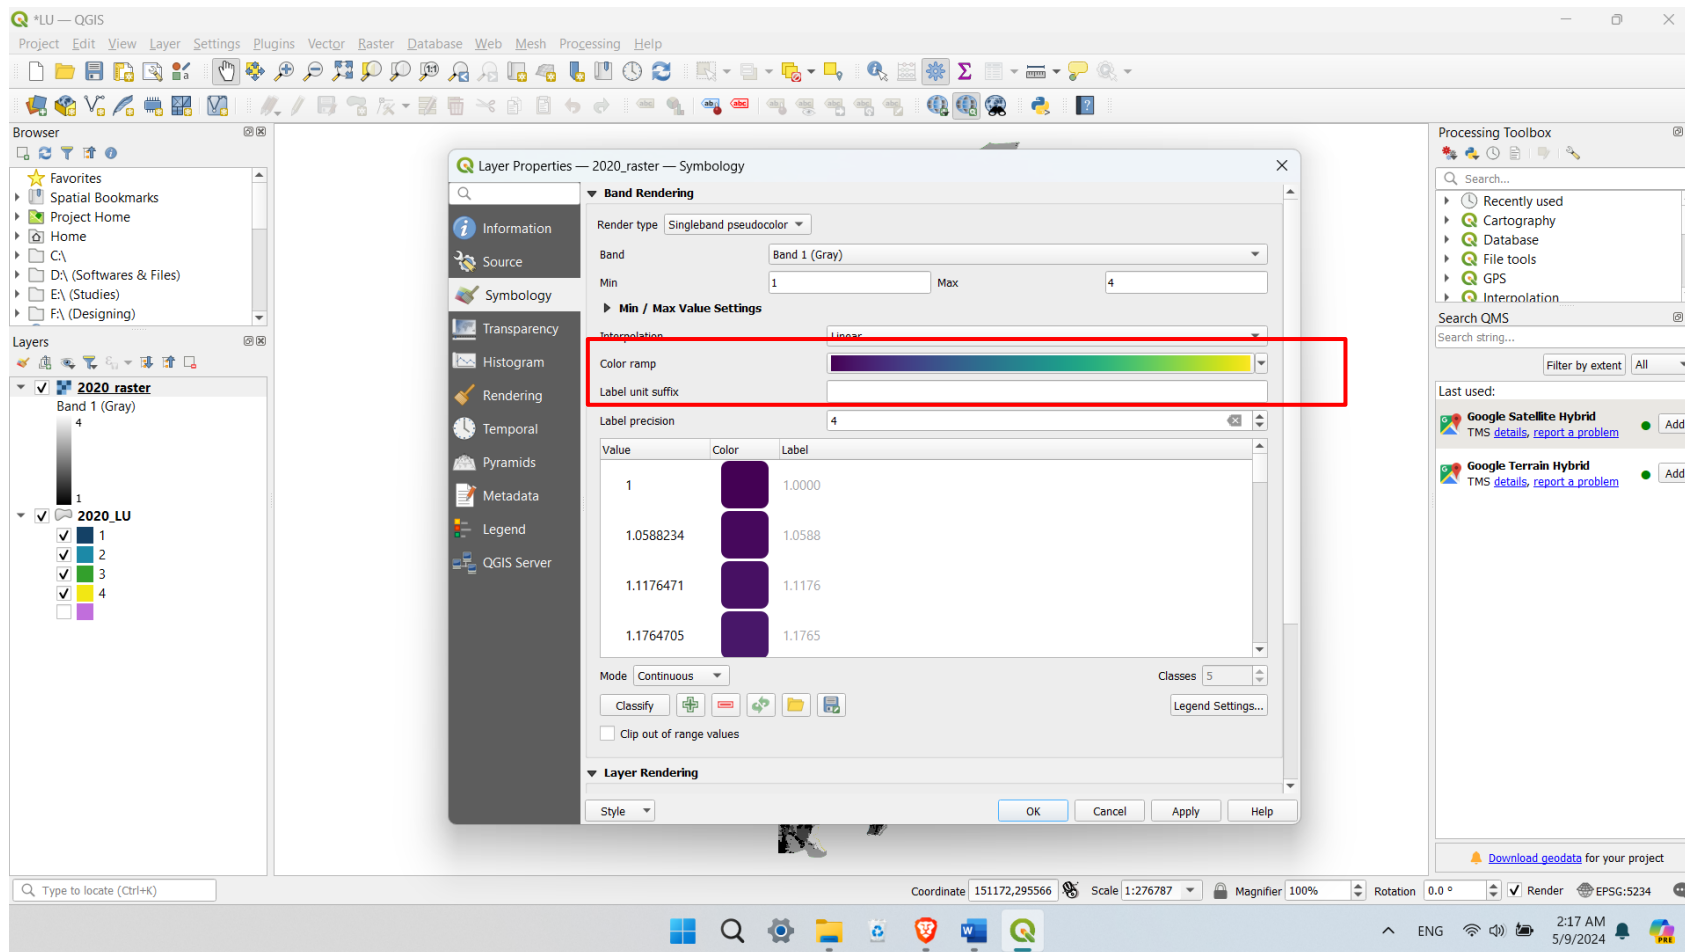 *LU — QGIS
Project Edit View Layer Settings Plugins Vector Raster Database Web Mesh Processing Help
Browser
Favorites
Spatial Bookmarks
Project Home
Home
C:\
D:\ (Softwares & Files)
E:\ (Studies)
F:\ (Designing)
Layers
2020_raster
Band 1 (Gray)
4
1
2020_LU
1
2
3
4
Layer Properties — 2020_raster — Symbology
Information
Source
Symbology
Transparency
Histogram
Rendering
Temporal
Pyramids
Metadata
Legend
QGIS Server
Band Rendering
Render type Singleband pseudocolor
Band Band 1 (Gray)
Min 1 Max 4
Min / Max Value Settings
Interpolation Linear
Color ramp
Label unit suffix
Label precision 4
Value Color Label
1 1.0000
1.0588234 1.0588
1.1176471 1.1176
1.1764705 1.1765
Mode Continuous Classes 5
Classify Legend Settings...
Clip out of range values
Layer Rendering
Style OK Cancel Apply Help
Processing Toolbox
Search...
Recently used
Cartography
Database
File tools
GPS
Interpolation
Search QMS
Search string...
Filter by extent All
Last used:
Google Satellite Hybrid
TMS details, report a problem
Add
Google Terrain Hybrid
TMS details, report a problem
Add
Download geodata for your project
Type to locate (Ctrl+K) Coordinate 151172,295566 Scale 1:276787 Magnifier 100% Rotation 0.0 ° Render EPSG:5234
ENG 2:17 AM
5/9/2024
PRE